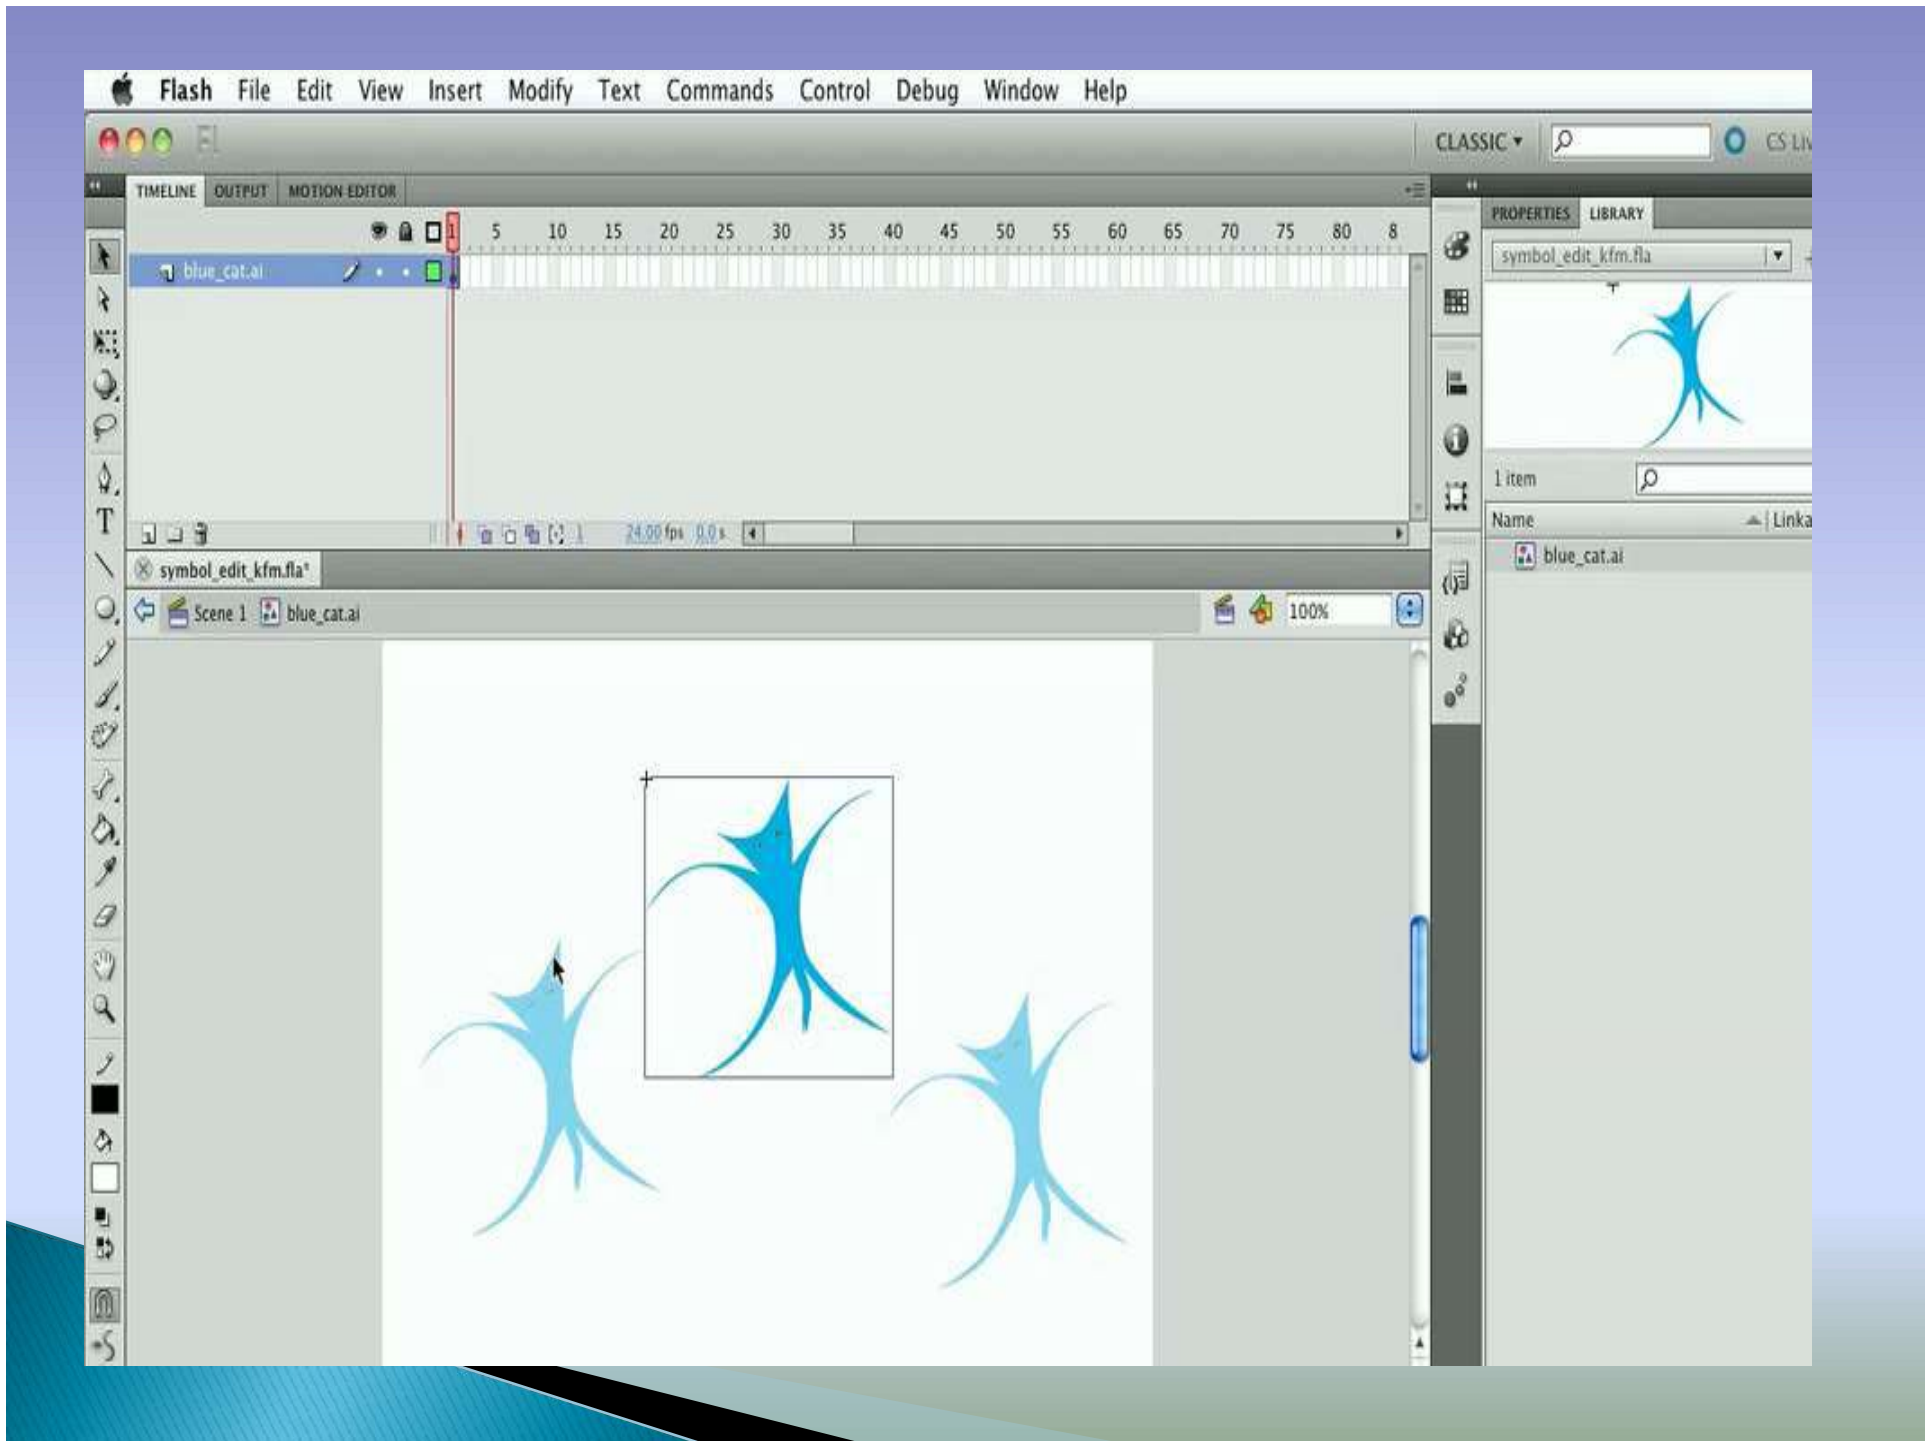 Flash File Edit View Insert Modify Text Commands Control Debug Window Help
Fl CLASSIC
TIMELINE OUTPUT MOTION EDITOR
PROPERTIES LIBRARY
1 5 10 15 20 25 30 35 40 45 50 55 60 65 70 75 80 8
symbol_edit_kfm.fla
blue_cat.ai
1 item
Name Linka
1 24.00 fps 0.0 s
blue_cat.ai
symbol_edit_kfm.fla*
Scene 1 blue_cat.ai 100%